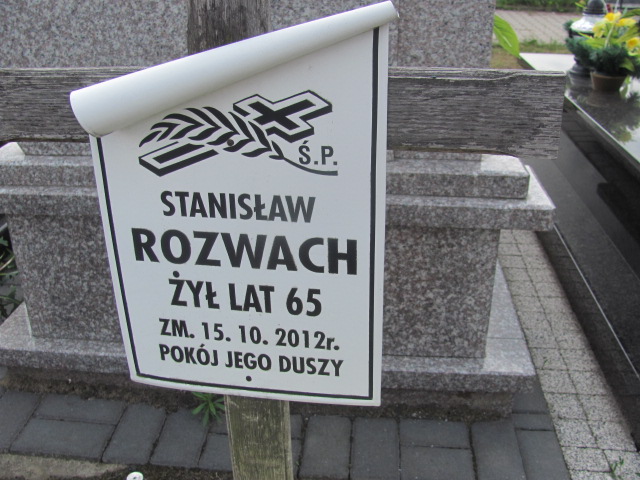 Ś.P.
STANISŁAW
ROZWACH
ŻYŁ LAT 65
ZM. 15. 10. 2012r.
POKÓJ JEGO DUSZY